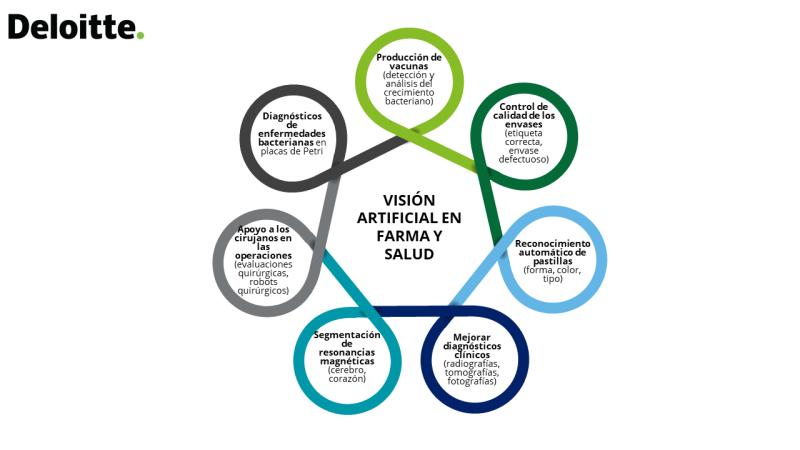 Deloitte.
Producción de
vacunas
(detección y
análisis del
crecimiento
bacteriano)
Control de
calidad de los
envases
(etiqueta
correcta,
envase
defectuoso)
Reconocimiento
automático de
pastillas
(forma, color,
tipo)
Mejorar
diagnósticos
clínicos
(radiografías,
tomografías,
fotografías)
Segmentación
de
resonancias
magnéticas
(cerebro,
corazón)
Apoyo a los
cirujanos en
las
operaciones
(evaluaciones
quirúrgicas,
robots
quirúrgicos)
Diagnósticos
de
enfermedades
bacterianas en
placas de Petri
VISIÓN
ARTIFICIAL EN
FARMA Y
SALUD